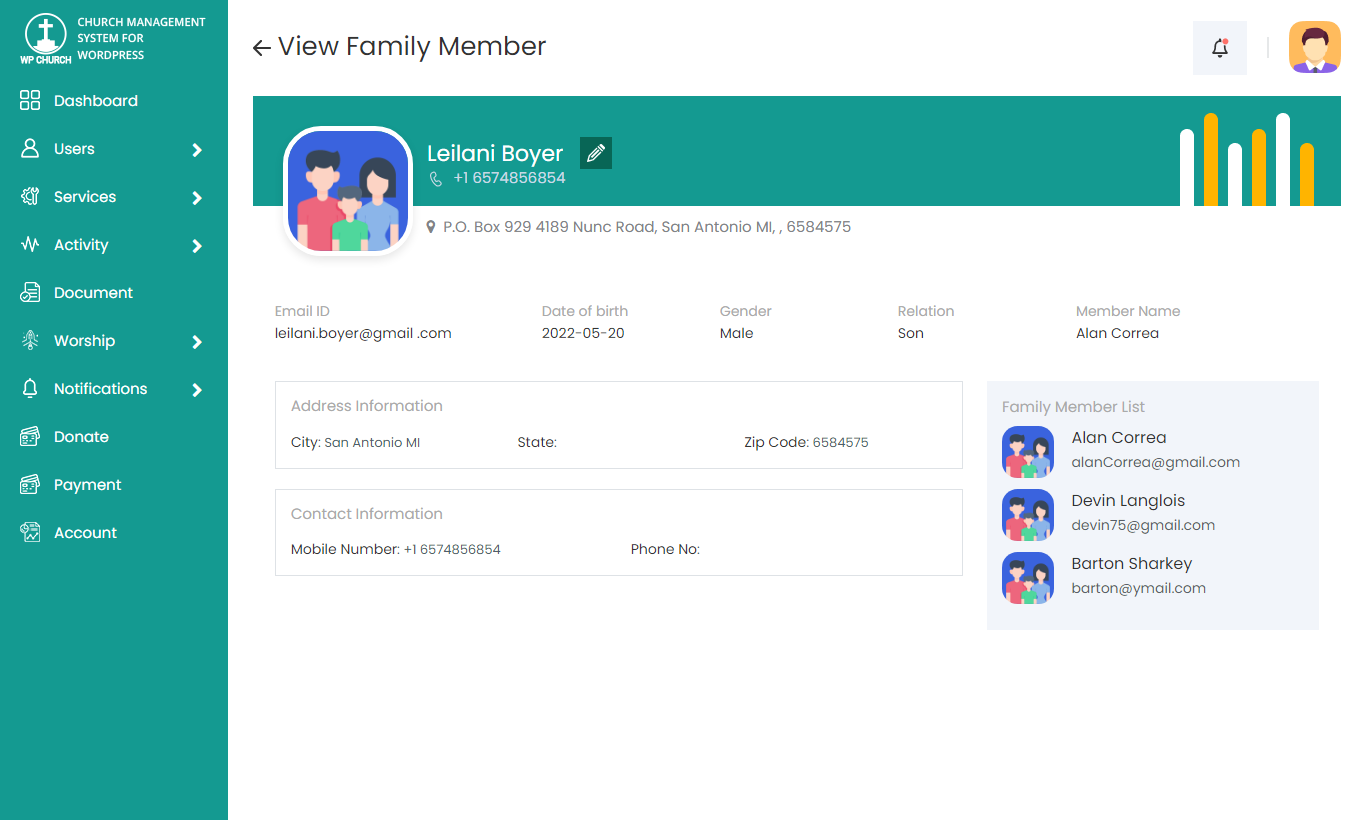 CHURCH MANAGEMENT
SYSTEM FOR
WORDPRESS
WP CHURCH
Dashboard
Users
Services
Activity
Document
Worship
Notifications
Donate
Payment
Account
View Family Member
Leilani Boyer
+1 6574856854
P.O. Box 929 4189 Nunc Road, San Antonio MI, , 6584575
Email ID Date of birth Gender Relation Member Name
leilani.boyer@gmail .com 2022-05-20 Male Son Alan Correa
Address Information
City: San Antonio MI State: Zip Code: 6584575
Contact Information
Mobile Number: +1 6574856854 Phone No:
Family Member List
Alan Correa
alanCorrea@gmail.com
Devin Langlois
devin75@gmail.com
Barton Sharkey
barton@ymail.com